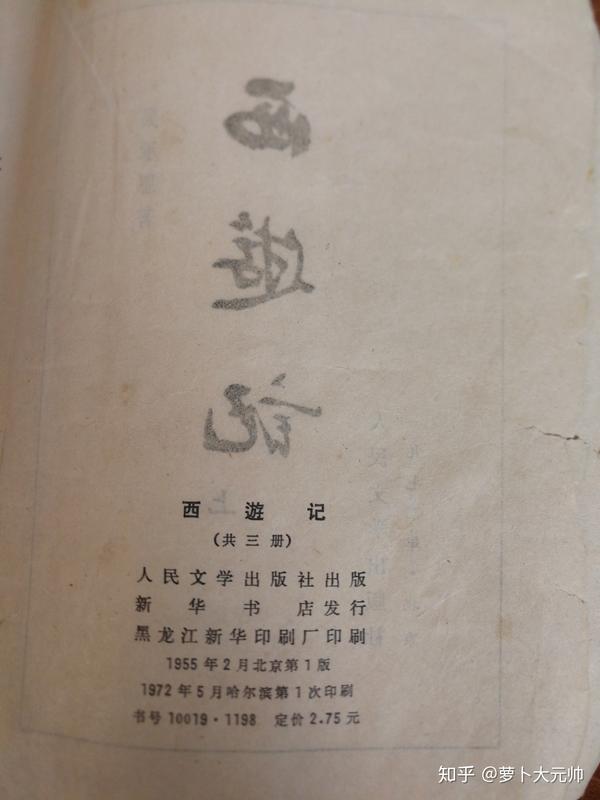 西遊记
西遊记
(共三册)
人民文学出版社出版
新华书店发行
黑龙江新华印刷厂印刷
1955年2月北京第1版
1972年5月哈尔滨第1次印刷
书号10019·1198 定价2.75元
知乎 @萝卜大元帅